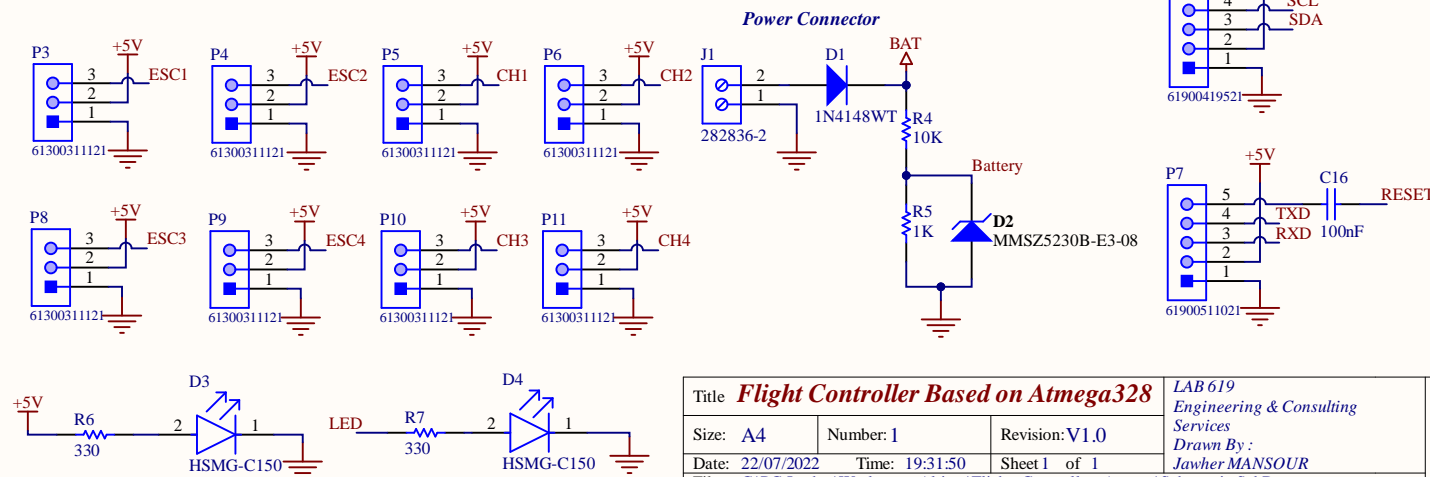 Power Connector
SCL
4
SDA
3
2
1
61900419521
P3
+5V
3
ESC1
2
1
61300311121
P4
+5V
3
ESC2
2
1
61300311121
P5
+5V
3
CH1
2
1
61300311121
P6
+5V
3
CH2
2
1
61300311121
J1
2
1
282836-2
D1
1N4148WT
BAT
R4
10K
Battery
R5
1K
D2
MMSZ5230B-E3-08
P7
+5V
5
4
TXD
3
RXD
2
1
61900511021
C16
100nF
RESET
P8
+5V
3
ESC3
2
1
61300311121
P9
+5V
3
ESC4
2
1
61300311121
P10
+5V
3
CH3
2
1
61300311121
P11
+5V
3
CH4
2
1
61300311121
+5V
R6
330
2
D3
1
HSMG-C150
LED
R7
330
2
D4
1
HSMG-C150
Title Flight Controller Based on Atmega328
Size: A4 Number: 1 Revision: V1.0
Date: 22/07/2022 Time: 19:31:50 Sheet 1 of 1
LAB 619
Engineering & Consulting
Services
Drawn By :
Jawher MANSOUR